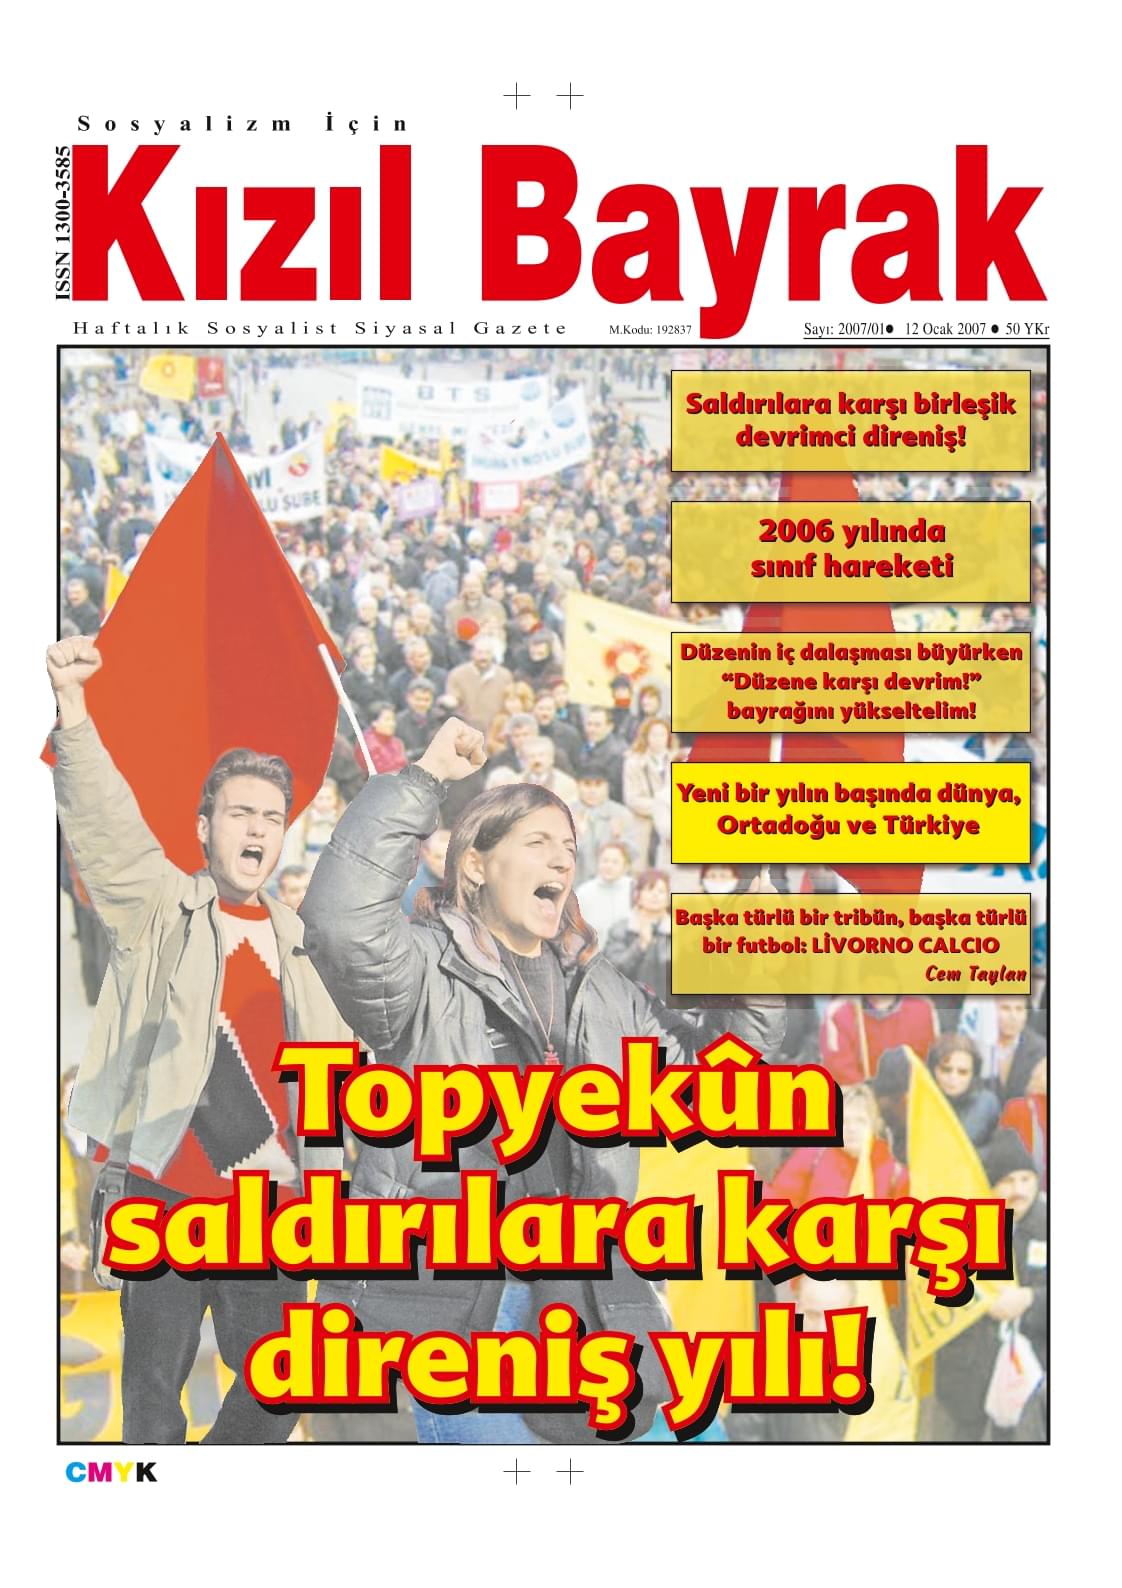 Sosyalizm İçin
ISSN 1300-3585
Kızıl Bayrak
Haftalık Sosyalist Siyasal Gazete
M.Kodu: 192837
Sayı: 2007/01● 12 Ocak 2007 ● 50 YKr
BTS
U ŞUBE
Saldırılara karşı birleşik
devrimci direniş!
2006 yılında
sınıf hareketi
Düzenin iç dalaşması büyürken
“Düzene karşı devrim!”
bayrağını yükseltelim!
Yeni bir yılın başında dünya,
Ortadoğu ve Türkiye
Başka türlü bir tribün, başka türlü
bir futbol: LİVORNO CALCIO
Cem Taylan
Topyekûn
saldırılara karşı
direniş yılı!
CMYK